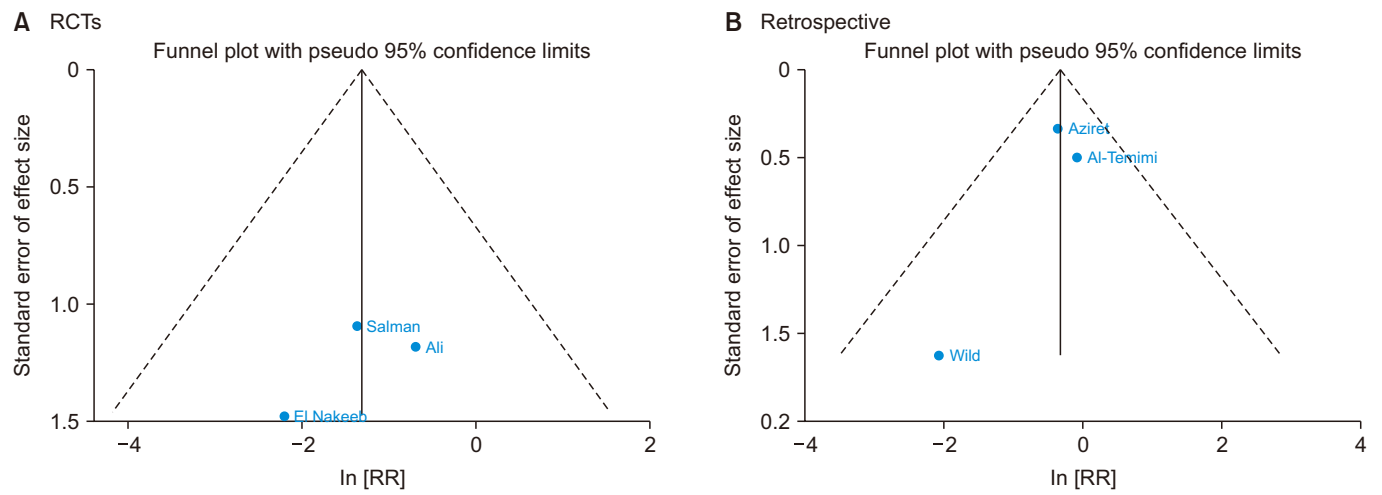 A RCTs
Funnel plot with pseudo 95% confidence limits
Standard error of effect size
0
0.5
1.0
1.5
Salman
Ali
El Nakeeb
−4
−2
0
2
In [RR]
B Retrospective
Funnel plot with pseudo 95% confidence limits
Standard error of effect size
0
0.5
1.0
1.5
0.2
Aziret
Al-Temimi
Wild
−4
−2
0
2
4
In [RR]